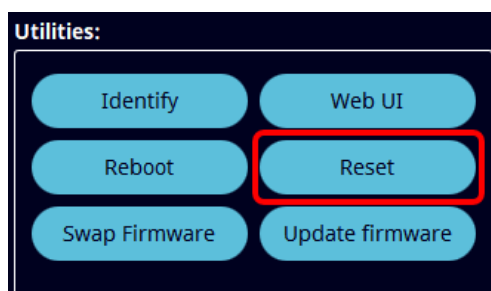 Utilities:
Identify
Web UI
Reboot
Reset
Swap Firmware
Update firmware